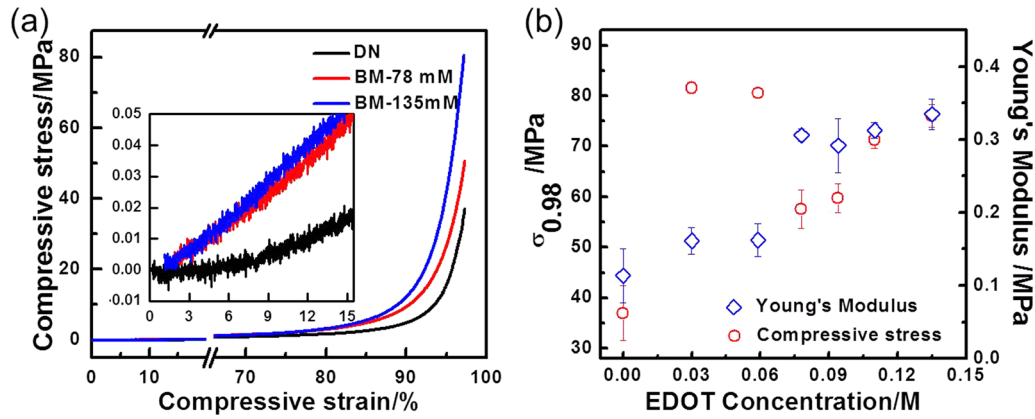 (a)
Compressive stress/MPa
80
60
40
20
0
DN
BM-78 mM
BM-135mM
0.05
0.04
0.03
0.02
0.01
0.00
-0.01
0 3 6 9 12 15
0 10 70 80 90 100
Compressive strain/%
(b)
σ0.98 /MPa
90
80
70
60
50
40
30
Young's Modulus
Compressive stress
0.00 0.03 0.06 0.09 0.12 0.15
EDOT Concentration/M
0.4
0.3
0.2
0.1
0.0
Young's Modulus /MPa